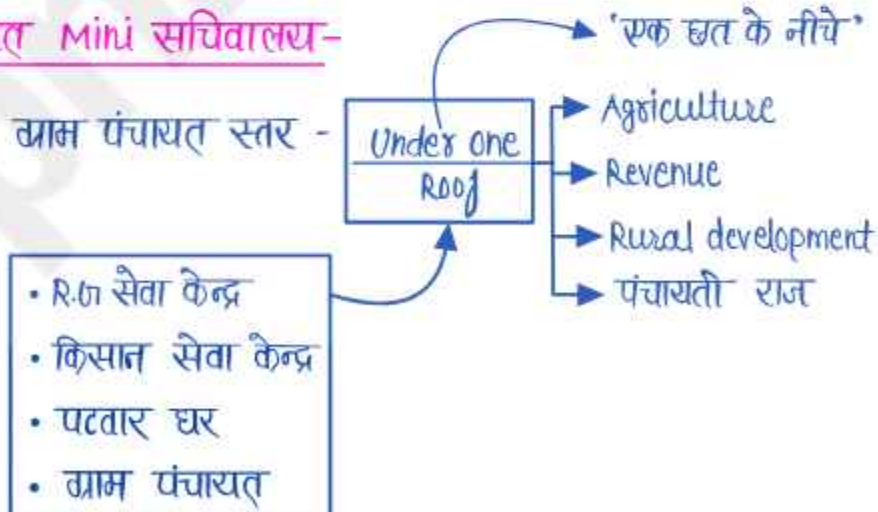 Mini सचिवालय-
'एक छत के नीचे'
ग्राम पंचायत स्तर -
Under one
Roof
Agriculture
Revenue
Rural development
पंचायती राज
• R.G सेवा केन्द्र
• किसान सेवा केन्द्र
• पटवार घर
• ग्राम पंचायत